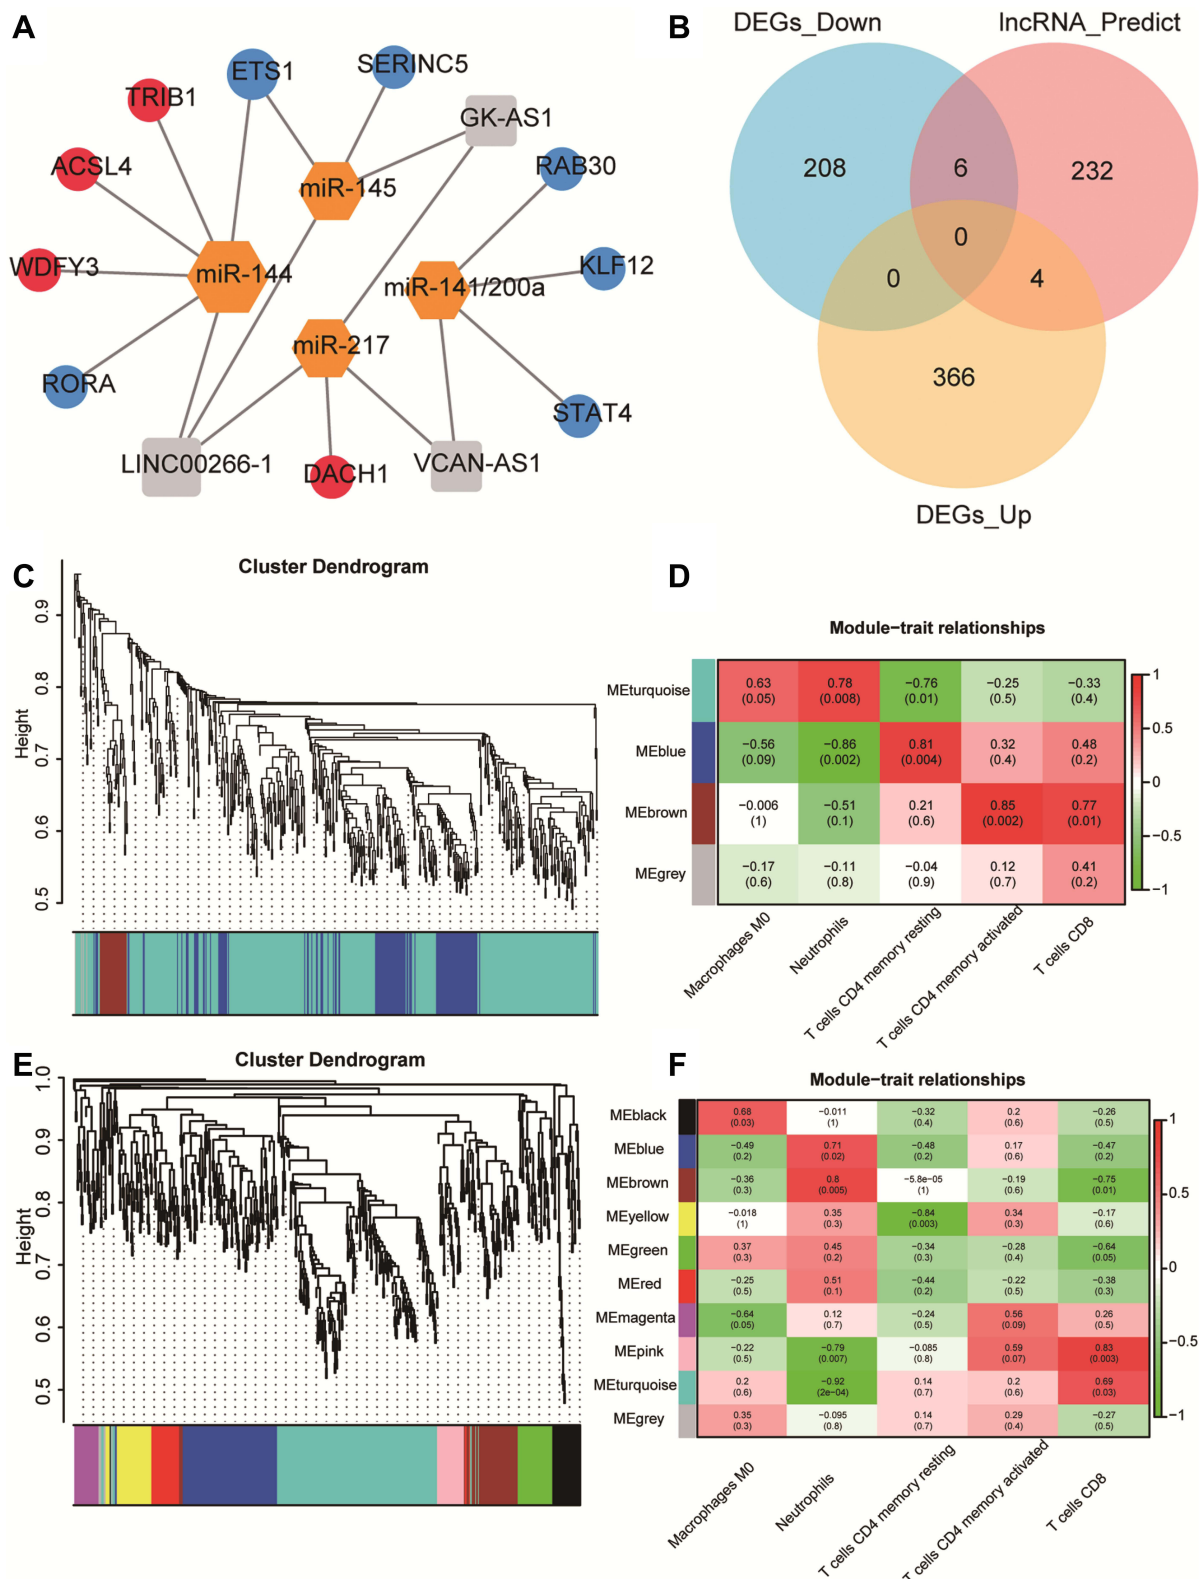 A
ETS1
SERINC5
TRIB1
GK-AS1
ACSL4
miR-145
RAB30
WDFY3
miR-144
miR-141/200a
KLF12
miR-217
RORA
STAT4
LINC00266-1
DACH1
VCAN-AS1
B
DEGs_Down
lncRNA_Predict
208
6
232
0
0
4
366
DEGs_Up
C
Cluster Dendrogram
Height
0.9
0.8
0.7
0.6
0.5
D
Module−trait relationships
MEturquoise
0.63 0.78 −0.76 −0.25 −0.33
(0.05) (0.008) (0.01) (0.5) (0.4)
MEblue
−0.56 −0.86 0.81 0.32 0.48
(0.09) (0.002) (0.004) (0.4) (0.2)
MEbrown
−0.006 −0.51 0.21 0.85 0.77
(1) (0.1) (0.6) (0.002) (0.01)
MEgrey
−0.17 −0.11 −0.04 0.12 0.41
(0.6) (0.8) (0.9) (0.7) (0.2)
1
0.5
0
−0.5
−1
Macrophages M0
Neutrophils
T cells CD4 memory resting
T cells CD4 memory activated
T cells CD8
E
Cluster Dendrogram
Height
1.0
0.9
0.8
0.7
0.6
0.5
F
Module−trait relationships
MEblack
0.68 −0.011 −0.32 0.2 −0.26
(0.03) (1) (0.4) (0.6) (0.5)
MEblue
−0.49 0.71 −0.48 0.17 −0.47
(0.2) (0.02) (0.2) (0.6) (0.2)
MEbrown
−0.36 0.8 −5.8e−05 −0.19 −0.75
(0.3) (0.005) (1) (0.6) (0.01)
MEyellow
−0.018 0.35 −0.84 0.34 −0.17
(1) (0.3) (0.003) (0.3) (0.6)
MEgreen
0.37 0.45 −0.34 −0.28 −0.64
(0.3) (0.2) (0.3) (0.4) (0.05)
MEred
−0.25 0.51 −0.44 −0.22 −0.38
(0.5) (0.1) (0.2) (0.5) (0.3)
MEmagenta
−0.64 0.12 −0.24 0.56 0.26
(0.05) (0.7) (0.5) (0.09) (0.5)
MEpink
−0.22 −0.79 −0.085 0.59 0.83
(0.5) (0.007) (0.8) (0.07) (0.003)
MEturquoise
0.2 −0.92 0.14 0.2 0.69
(0.6) (2e−04) (0.7) (0.6) (0.03)
MEgrey
0.35 −0.095 0.14 0.29 −0.27
(0.3) (0.8) (0.7) (0.4) (0.5)
1
0.5
0
−0.5
−1
Macrophages M0
Neutrophils
T cells CD4 memory resting
T cells CD4 memory activated
T cells CD8